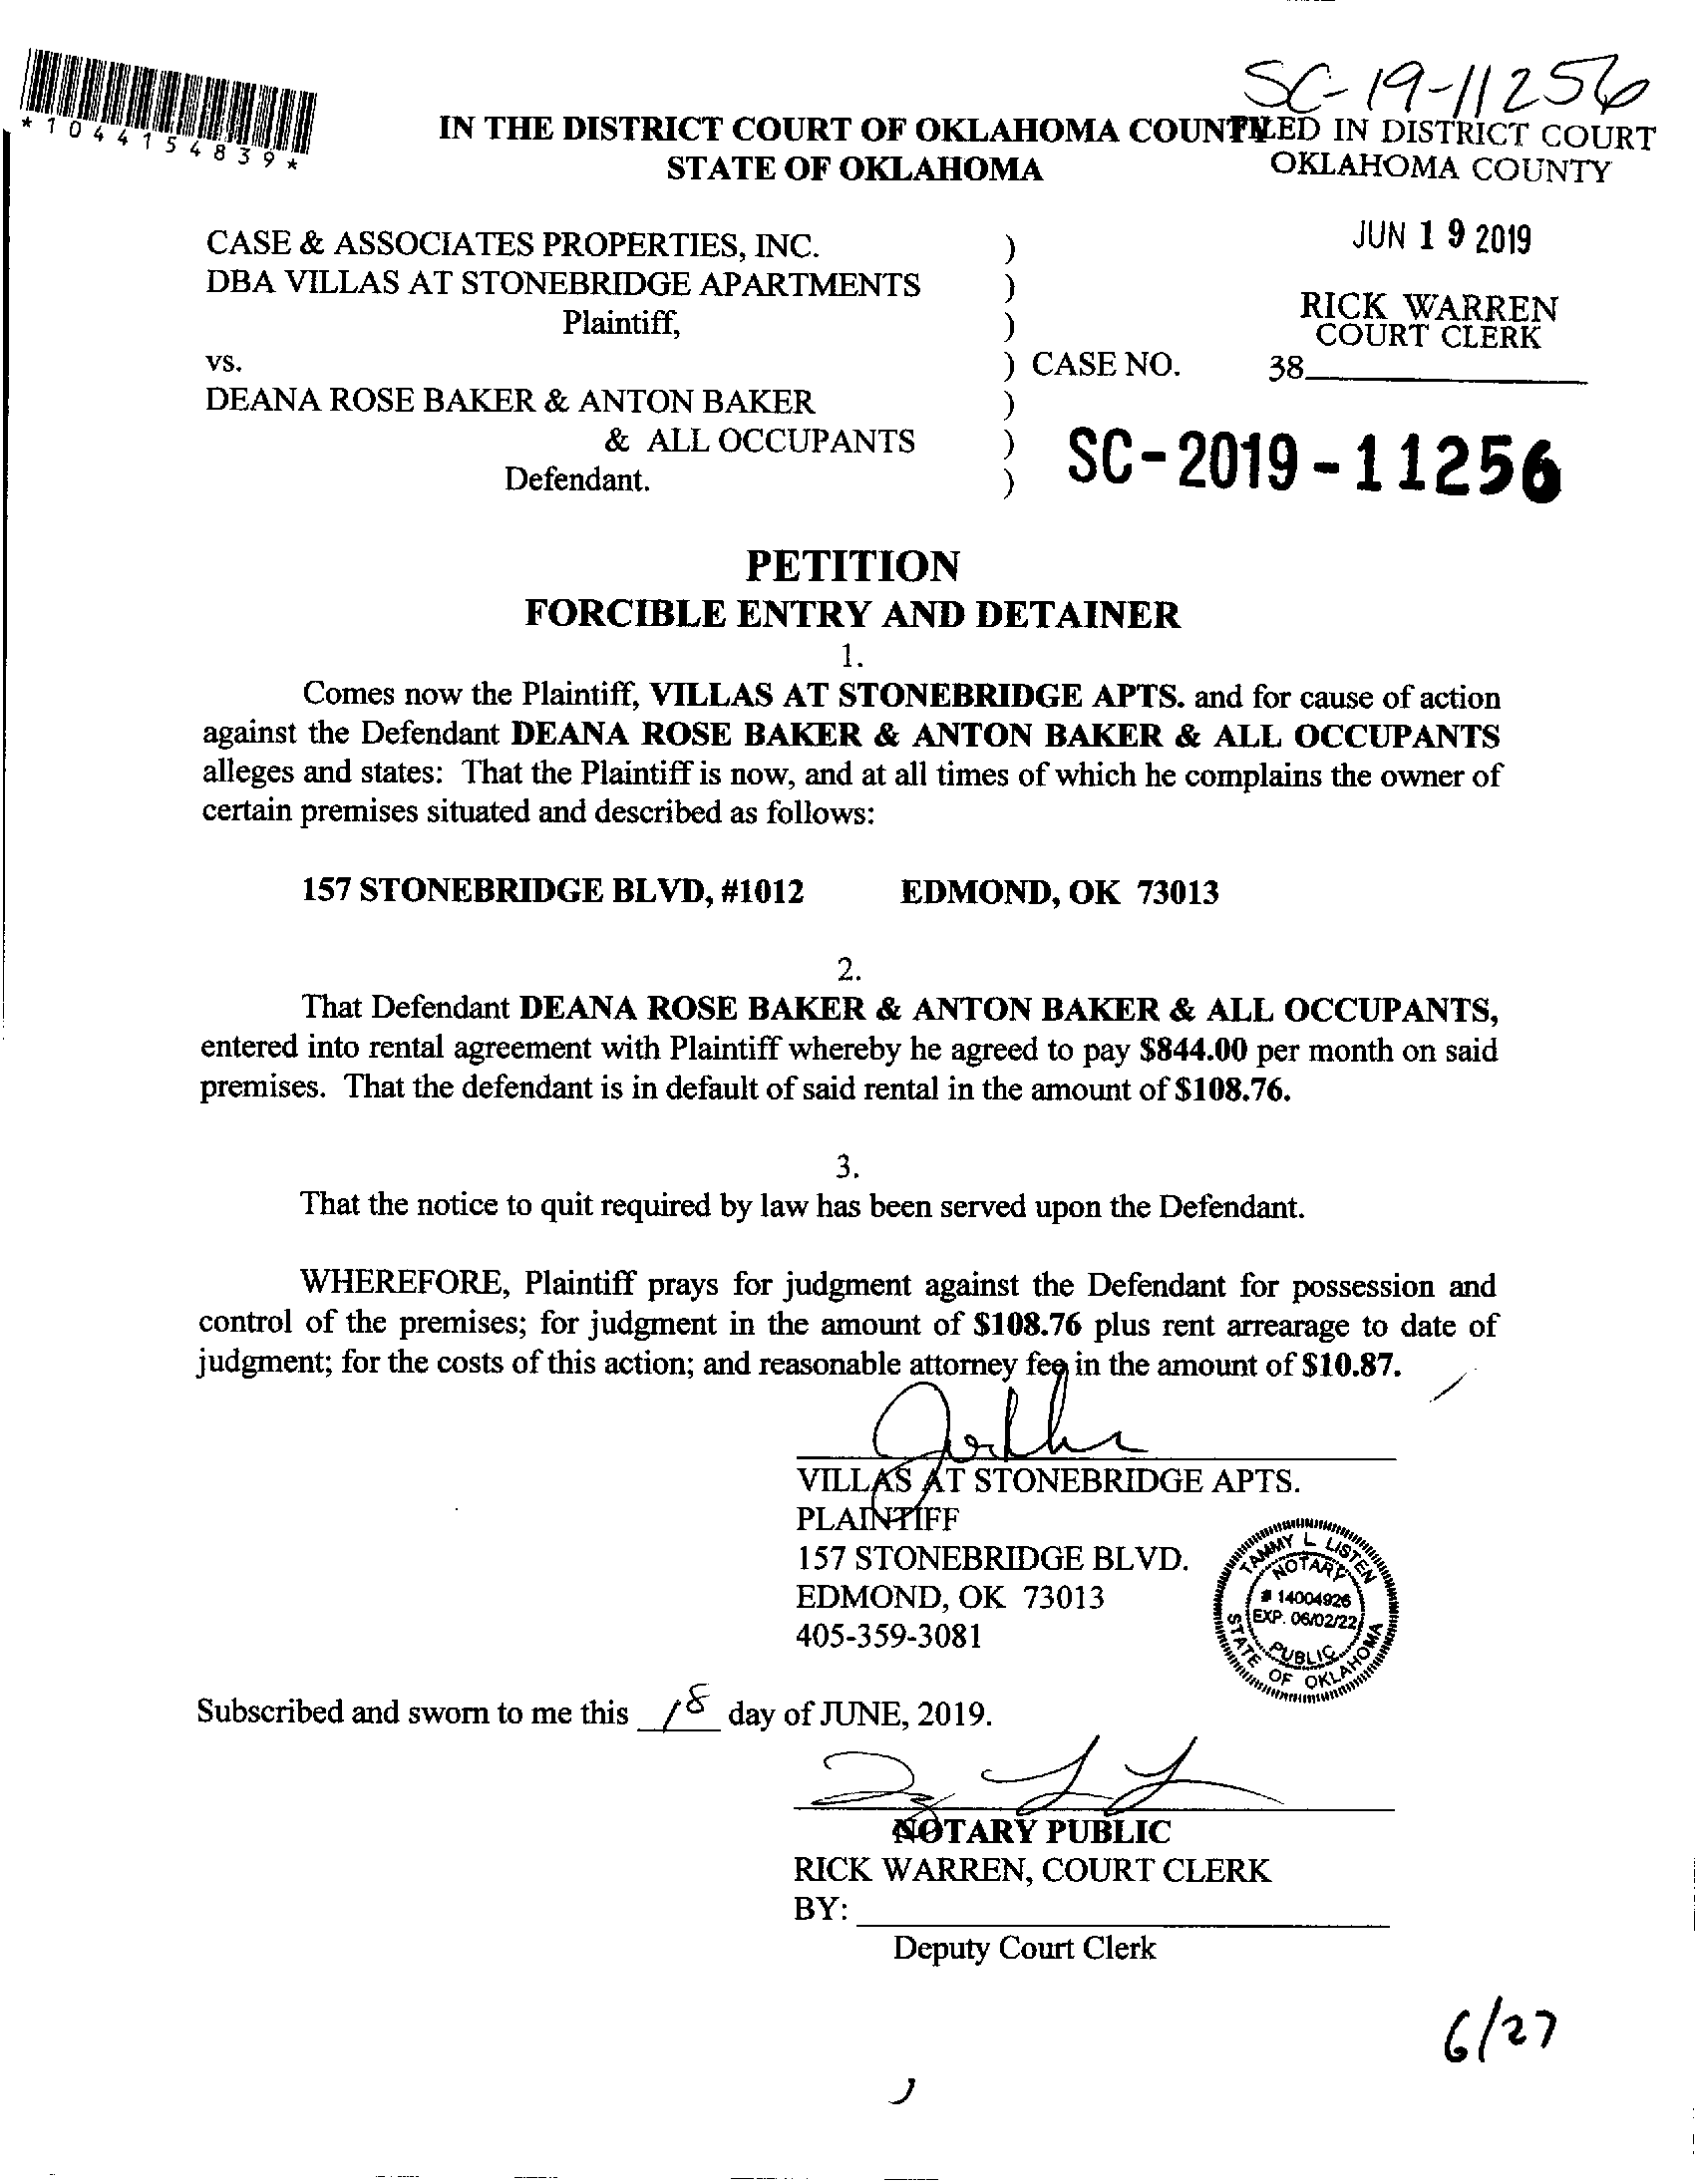 SC-19-11256
*1044154839*
IN THE DISTRICT COURT OF OKLAHOMA COUNTY
STATE OF OKLAHOMA
FILED IN DISTRICT COURT
OKLAHOMA COUNTY
JUN 19 2019
RICK WARREN
COURT CLERK
38
CASE & ASSOCIATES PROPERTIES, INC. )
DBA VILLAS AT STONEBRIDGE APARTMENTS )
Plaintiff, )
vs. ) CASE NO.
DEANA ROSE BAKER & ANTON BAKER )
& ALL OCCUPANTS ) SC-2019-11256
Defendant. )
PETITION
FORCIBLE ENTRY AND DETAINER
1.
Comes now the Plaintiff, VILLAS AT STONEBRIDGE APTS. and for cause of action
against the Defendant DEANA ROSE BAKER & ANTON BAKER & ALL OCCUPANTS
alleges and states: That the Plaintiff is now, and at all times of which he complains the owner of
certain premises situated and described as follows:
157 STONEBRIDGE BLVD, #1012 EDMOND, OK 73013
2.
That Defendant DEANA ROSE BAKER & ANTON BAKER & ALL OCCUPANTS,
entered into rental agreement with Plaintiff whereby he agreed to pay $844.00 per month on said
premises. That the defendant is in default of said rental in the amount of $108.76.
3.
That the notice to quit required by law has been served upon the Defendant.
WHEREFORE, Plaintiff prays for judgment against the Defendant for possession and
control of the premises; for judgment in the amount of $108.76 plus rent arrearage to date of
judgment; for the costs of this action; and reasonable attorney fee in the amount of $10.87.
VILLAS AT STONEBRIDGE APTS.
PLAINTIFF
157 STONEBRIDGE BLVD.
EDMOND, OK 73013
405-359-3081
TAMMY L LISTEN
NOTARY
# 14004926
EXP. 06/02/22
PUBLIC
STATE OF OKLAHOMA
Subscribed and sworn to me this 18 day of JUNE, 2019.
NOTARY PUBLIC
RICK WARREN, COURT CLERK
BY:
Deputy Court Clerk
6/27